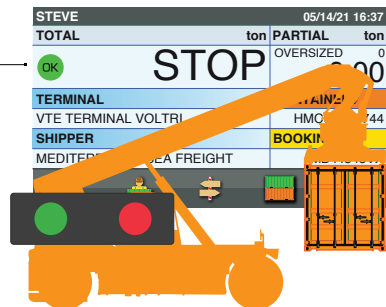 STEVE 05/14/21 16:37
TOTAL ton PARTIAL ton
OVERSIZED 0
OK STOP
TERMINAL
VTE TERMINAL VOLTRI
SHIPPER
FREIGHT